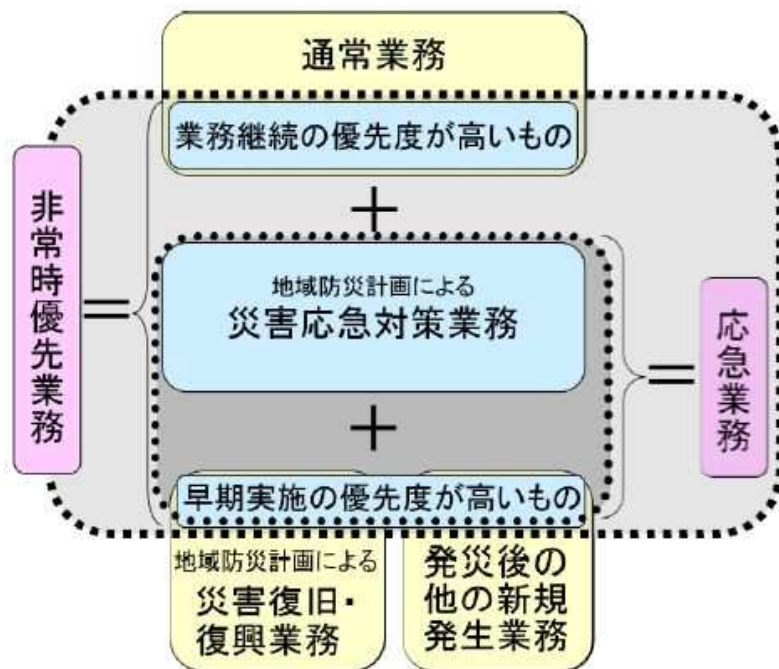 通常業務
業務継続の優先度が高いもの
＋
非常時優先業務
＝
地域防災計画による
災害応急対策業務
＝
応急業務
＋
早期実施の優先度が高いもの
地域防災計画による
災害復旧・
復興業務
発災後の
他の新規
発生業務